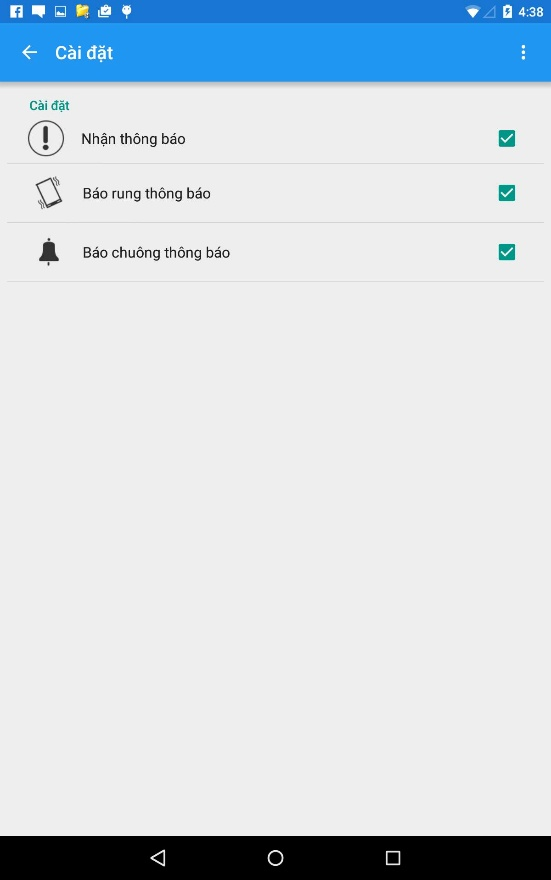 4:38
Cài đặt
Cài đặt
Nhận thông báo
Báo rung thông báo
Báo chuông thông báo